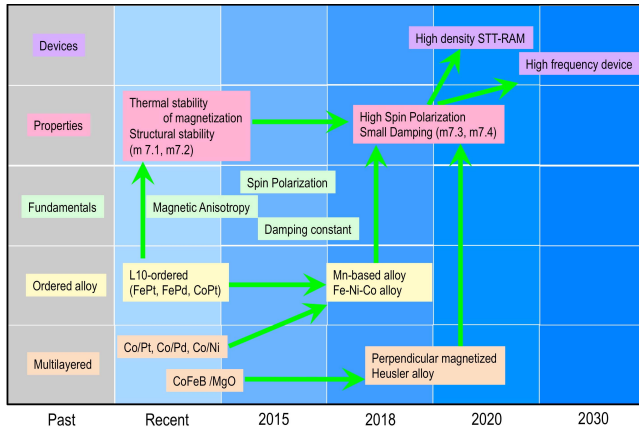 Devices
High density STT-RAM
High frequency device
Properties
Thermal stability
of magnetization
Structural stability
(m 7.1, m7.2)
High Spin Polarization
Small Damping (m7.3, m7.4)
Fundamentals
Spin Polarization
Magnetic Anisotropy
Damping constant
Ordered alloy
L10-ordered
(FePt, FePd, CoPt)
Mn-based alloy
Fe-Ni-Co alloy
Multilayered
Co/Pt, Co/Pd, Co/Ni
CoFeB /MgO
Perpendicular magnetized
Heusler alloy
Past Recent 2015 2018 2020 2030